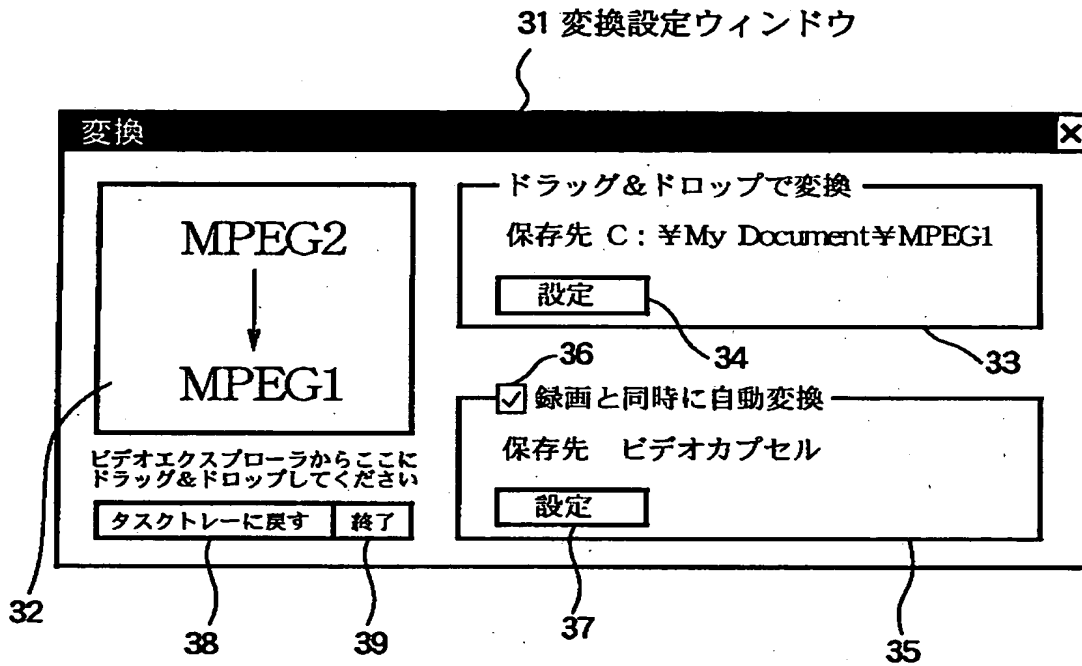 31 変換設定ウィンドウ
変換
MPEG2
MPEG1
32
ビデオエクスプローラからここに
ドラッグ&ドロップしてください
タスクトレーに戻す
終了
38
39
ドラッグ&ドロップで変換
保存先 C:¥My Document¥MPEG1
設定
34
33
36
録画と同時に自動変換
保存先 ビデオカプセル
設定
37
35